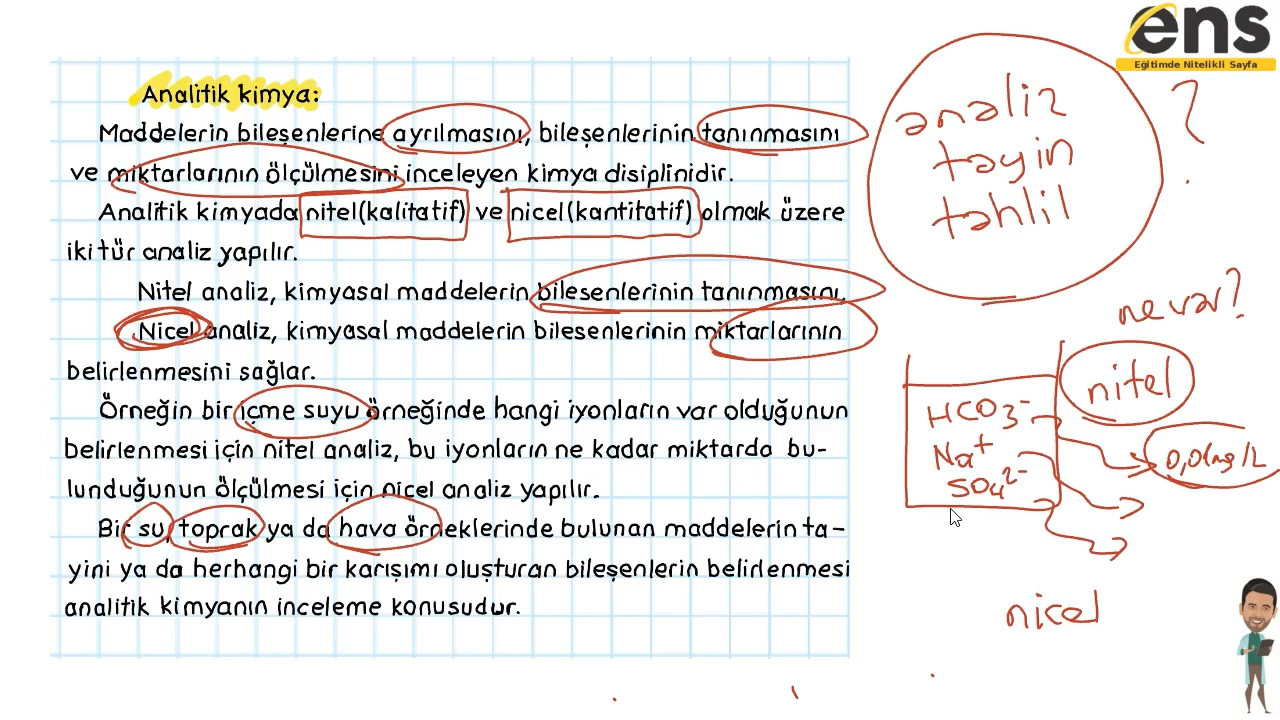 ens
Eğitimde Nitelikli Sayfa
Analitik kimya:
Maddelerin bileşenlerine ayrılmasını, bileşenlerinin tanınmasını
ve miktarlarının ölçülmesini inceleyen kimya disiplinidir.
Analitik kimyada nitel(kalitatif) ve nicel(kantitatif) olmak üzere
iki tür analiz yapılır.
Nitel analiz, kimyasal maddelerin bileşenlerinin tanınmasını,
Nicel analiz, kimyasal maddelerin bileşenlerinin miktarlarının
belirlenmesini sağlar.
Örneğin bir içme suyu örneğinde hangi iyonların var olduğunun
belirlenmesi için nitel analiz, bu iyonların ne kadar miktarda bu-
lunduğunun ölçülmesi için nicel analiz yapılır.
Bir su, toprak ya da hava örneklerinde bulunan maddelerin ta-
yini ya da herhangi bir karışımı oluşturan bileşenlerin belirlenmesi
analitik kimyanın inceleme konusudur.
analiz
tayin
tahlil
?
ne var?
nitel
HCO3-
Na+
SO4 2-
0,01mg/L
nicel